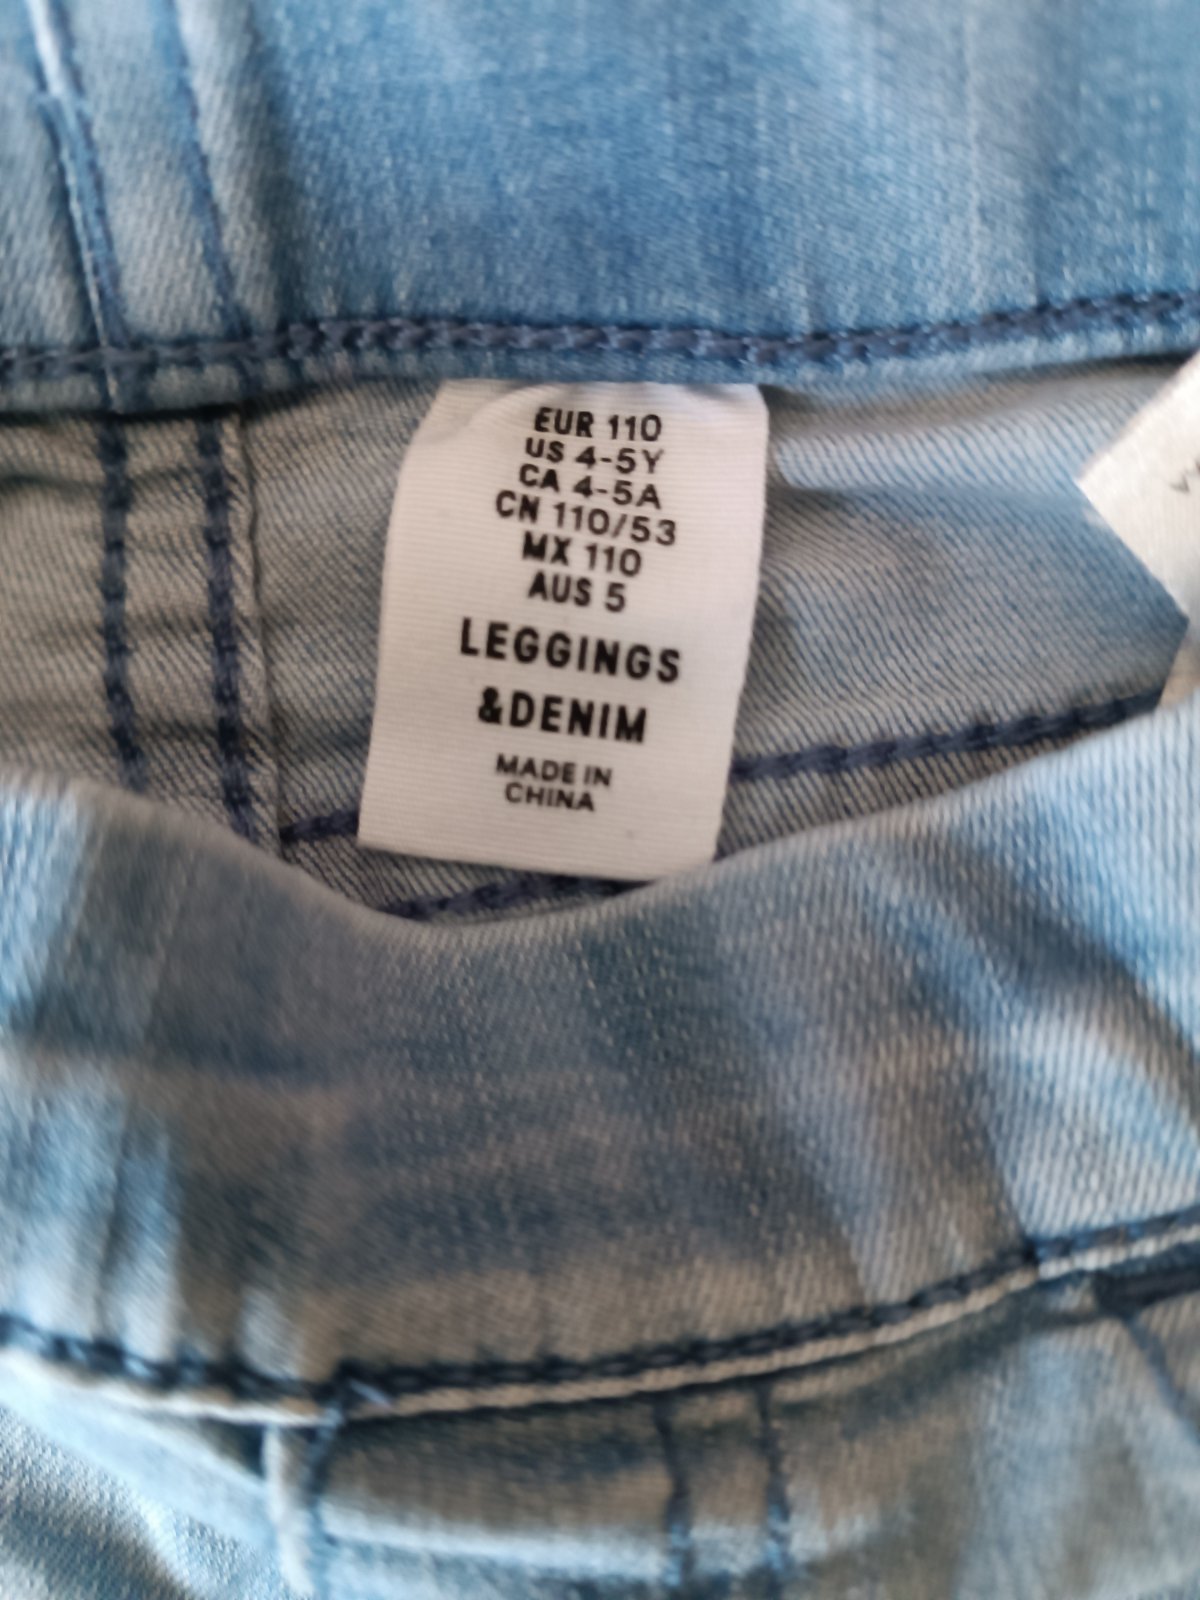 EUR 110
US 4-5Y
CA 4-5A
CN 110/53
MX 110
AUS 5
LEGGINGS
&DENIM
MADE IN
CHINA